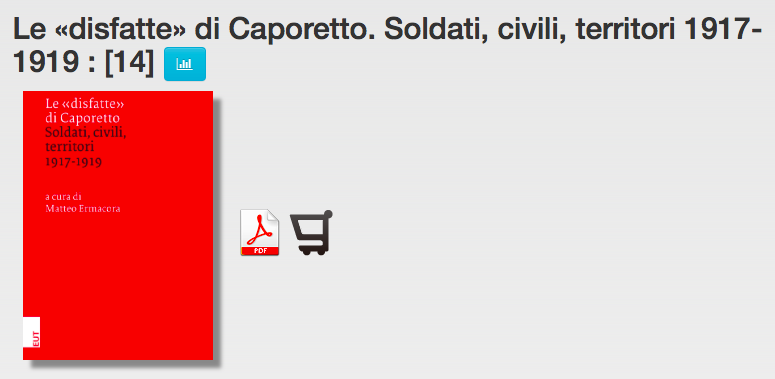 Le «disfatte» di Caporetto. Soldati, civili, territori 1917-
1919 : [14]
Le «disfatte»
di Caporetto
Soldati, civili,
territori
1917-1919
a cura di
Matteo Ermacora
EUT
PDF